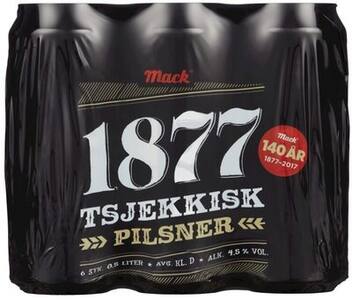 Mack
1877
Mack
140 ÅR
1877-2017
TSJEKKISK
PILSNER
6 STK. 0,5 LITER ★ AVG. KL. D ★ ALK. 4,5% VOL.